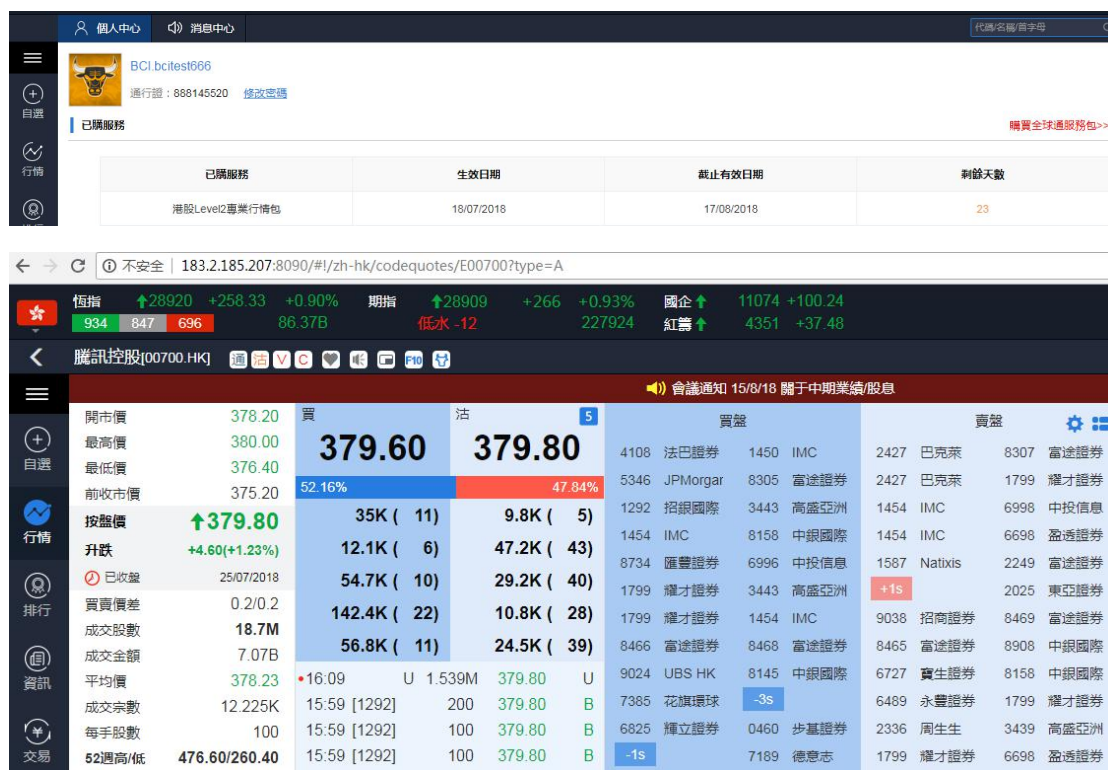 個人中心 消息中心 代碼/名稱/首字母
BCI.bcitest666
通行證：888145520 修改密碼
自選
已購服務 購買全球通服務包>>
行情
已購服務 生效日期 截止有效日期 剩餘天數
港股Level2專業行情包 18/07/2018 17/08/2018 23
不安全 | 183.2.185.207:8090/#!/zh-hk/codequotes/E00700?type=A
恆指 28920 +258.33 +0.90% 期指 28909 +266 +0.93% 國企 11074 +100.24
934 847 696 86.37B 低水 -12 227924 紅籌 4351 +37.48
騰訊控股[00700.HK] 通 沽 V C F10
會議通知 15/8/18 關于中期業績/股息
自選
行情
排行
資訊
交易
開市價 378.20
最高價 380.00
最低價 376.40
前收市價 375.20
按盤價 379.80
升跌 +4.60(+1.23%)
已收盤 25/07/2018
買賣價差 0.2/0.2
成交股數 18.7M
成交金額 7.07B
平均價 378.23
成交宗數 12.225K
每手股數 100
52週高/低 476.60/260.40
買 沽 5
379.60 379.80
52.16% 47.84%
35K ( 11) 9.8K ( 5)
12.1K ( 6) 47.2K ( 43)
54.7K ( 10) 29.2K ( 40)
142.4K ( 22) 10.8K ( 28)
56.8K ( 11) 24.5K ( 39)
16:09 U 1.539M 379.80 U
15:59 [1292] 200 379.80 B
15:59 [1292] 100 379.80 B
15:59 [1292] 100 379.80 B
買盤 賣盤
4108 法巴證券 1450 IMC 2427 巴克萊 8307 富途證券
5346 JPMorgar 8305 富途證券 2427 巴克萊 1799 耀才證券
1292 招銀國際 3443 高盛亞洲 1454 IMC 6998 中投信息
1454 IMC 8158 中銀國際 1454 IMC 6698 盈透證券
8734 匯豐證券 6996 中投信息 1587 Natixis 2249 富途證券
1799 耀才證券 3443 高盛亞洲 +1s 2025 東亞證券
1799 耀才證券 1454 IMC 9038 招商證券 8469 富途證券
8466 富途證券 8468 富途證券 8465 富途證券 8908 中銀國際
9024 UBS HK 8145 中銀國際 6727 寶生證券 8158 中銀國際
7385 花旗環球 -3s 6489 永豐證券 1799 耀才證券
6825 輝立證券 0460 步基證券 2336 周生生 3439 高盛亞洲
-1s 7189 德意志 1799 耀才證券 6698 盈透證券